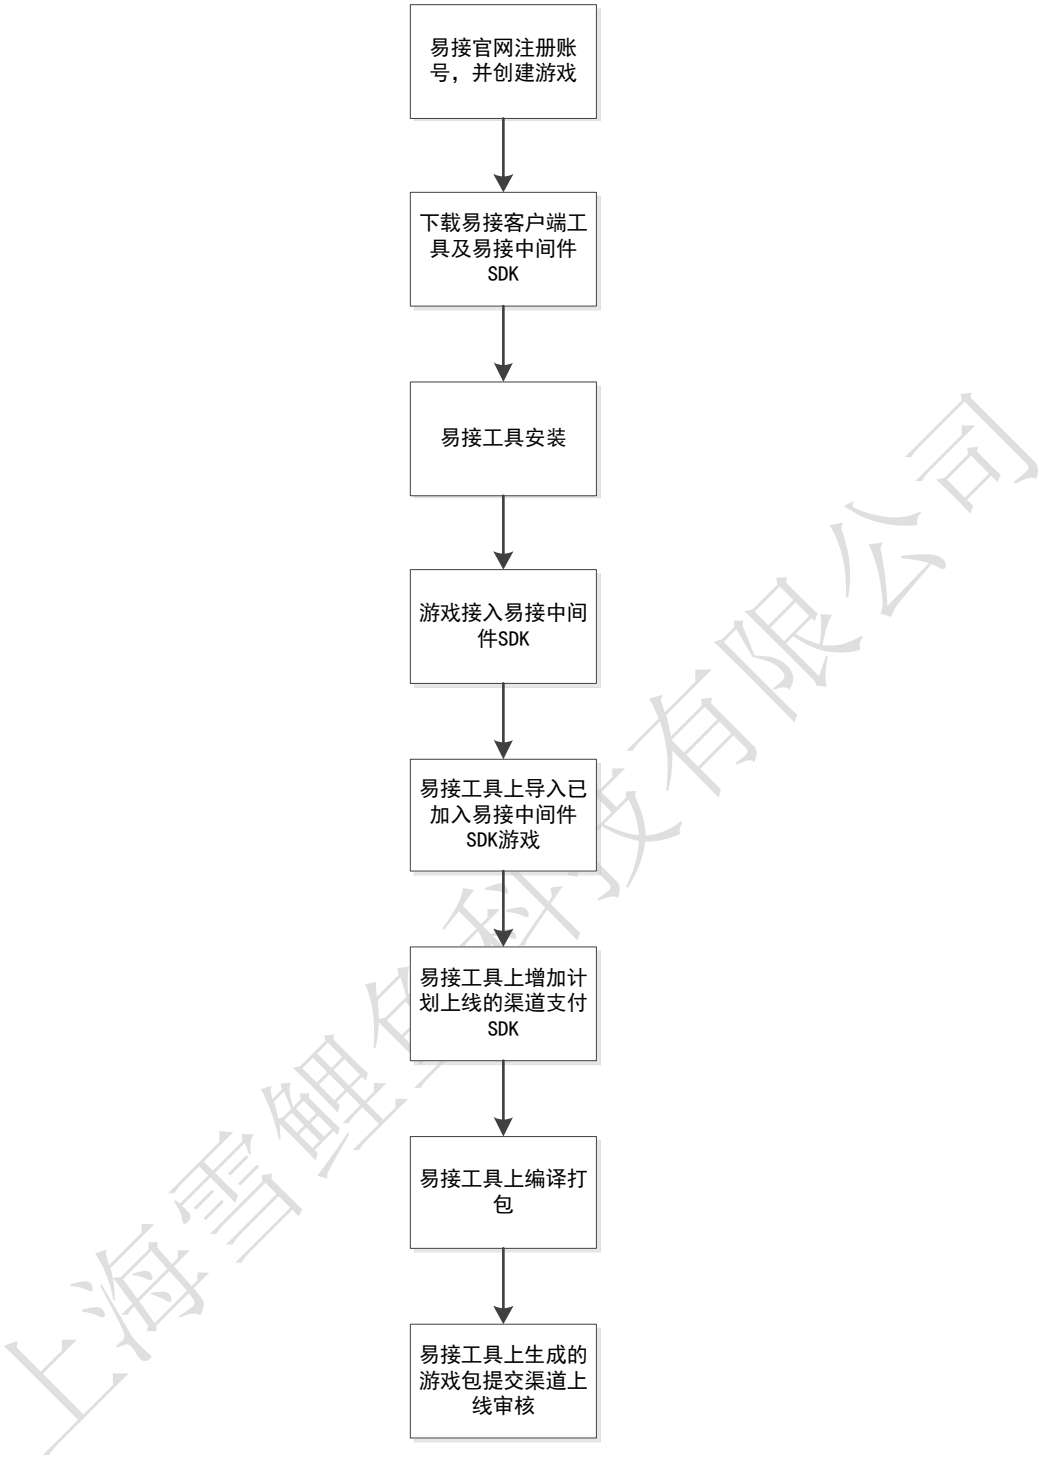 易接官网注册账
号，并创建游戏
下载易接客户端工
具及易接中间件
SDK
易接工具安装
游戏接入易接中间
件SDK
易接工具上导入已
加入易接中间件
SDK游戏
易接工具上增加计
划上线的渠道支付
SDK
易接工具上编译打
包
易接工具上生成的
游戏包提交渠道上
线审核
上海雪鲤鱼科技有限公司